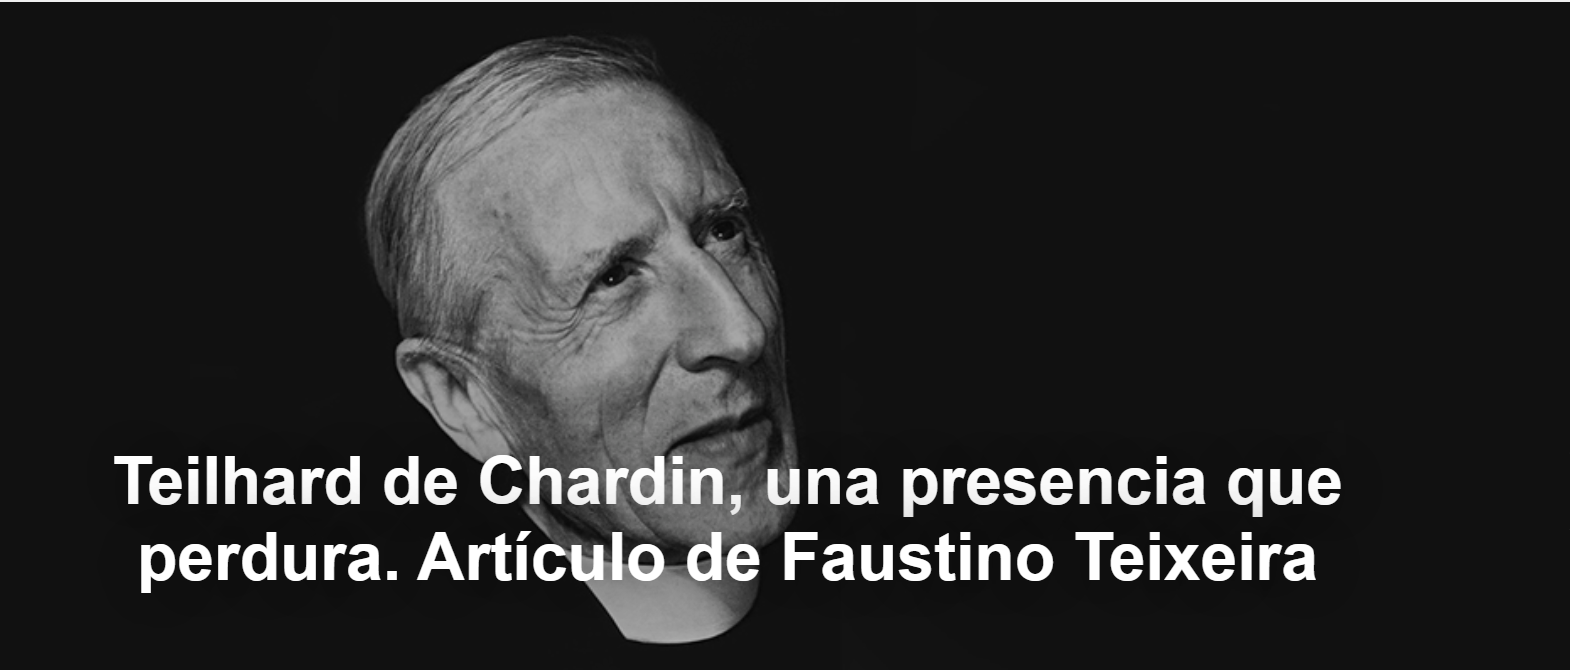 Teilhard de Chardin, una presencia que
perdura. Artículo de Faustino Teixeira